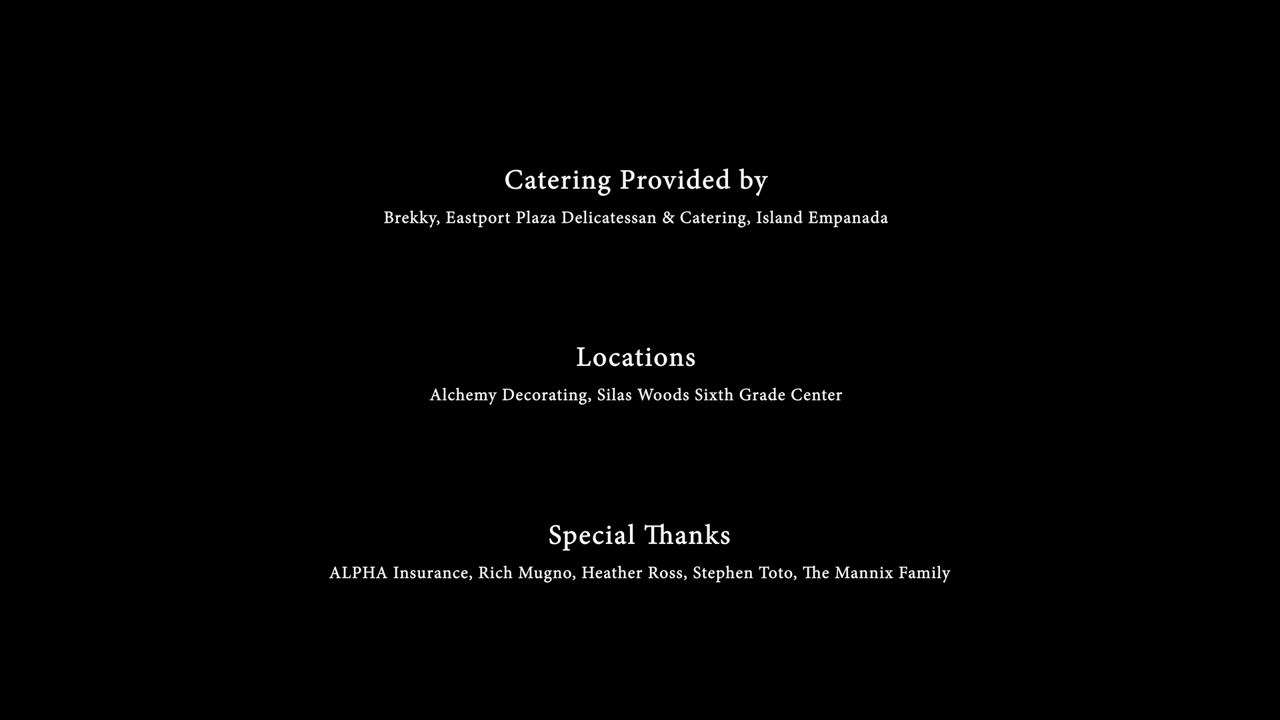 Catering Provided by
Brekky, Eastport Plaza Delicatessan & Catering, Island Empanada
Locations
Alchemy Decorating, Silas Woods Sixth Grade Center
Special Thanks
ALPHA Insurance, Rich Mugno, Heather Ross, Stephen Toto, The Mannix Family